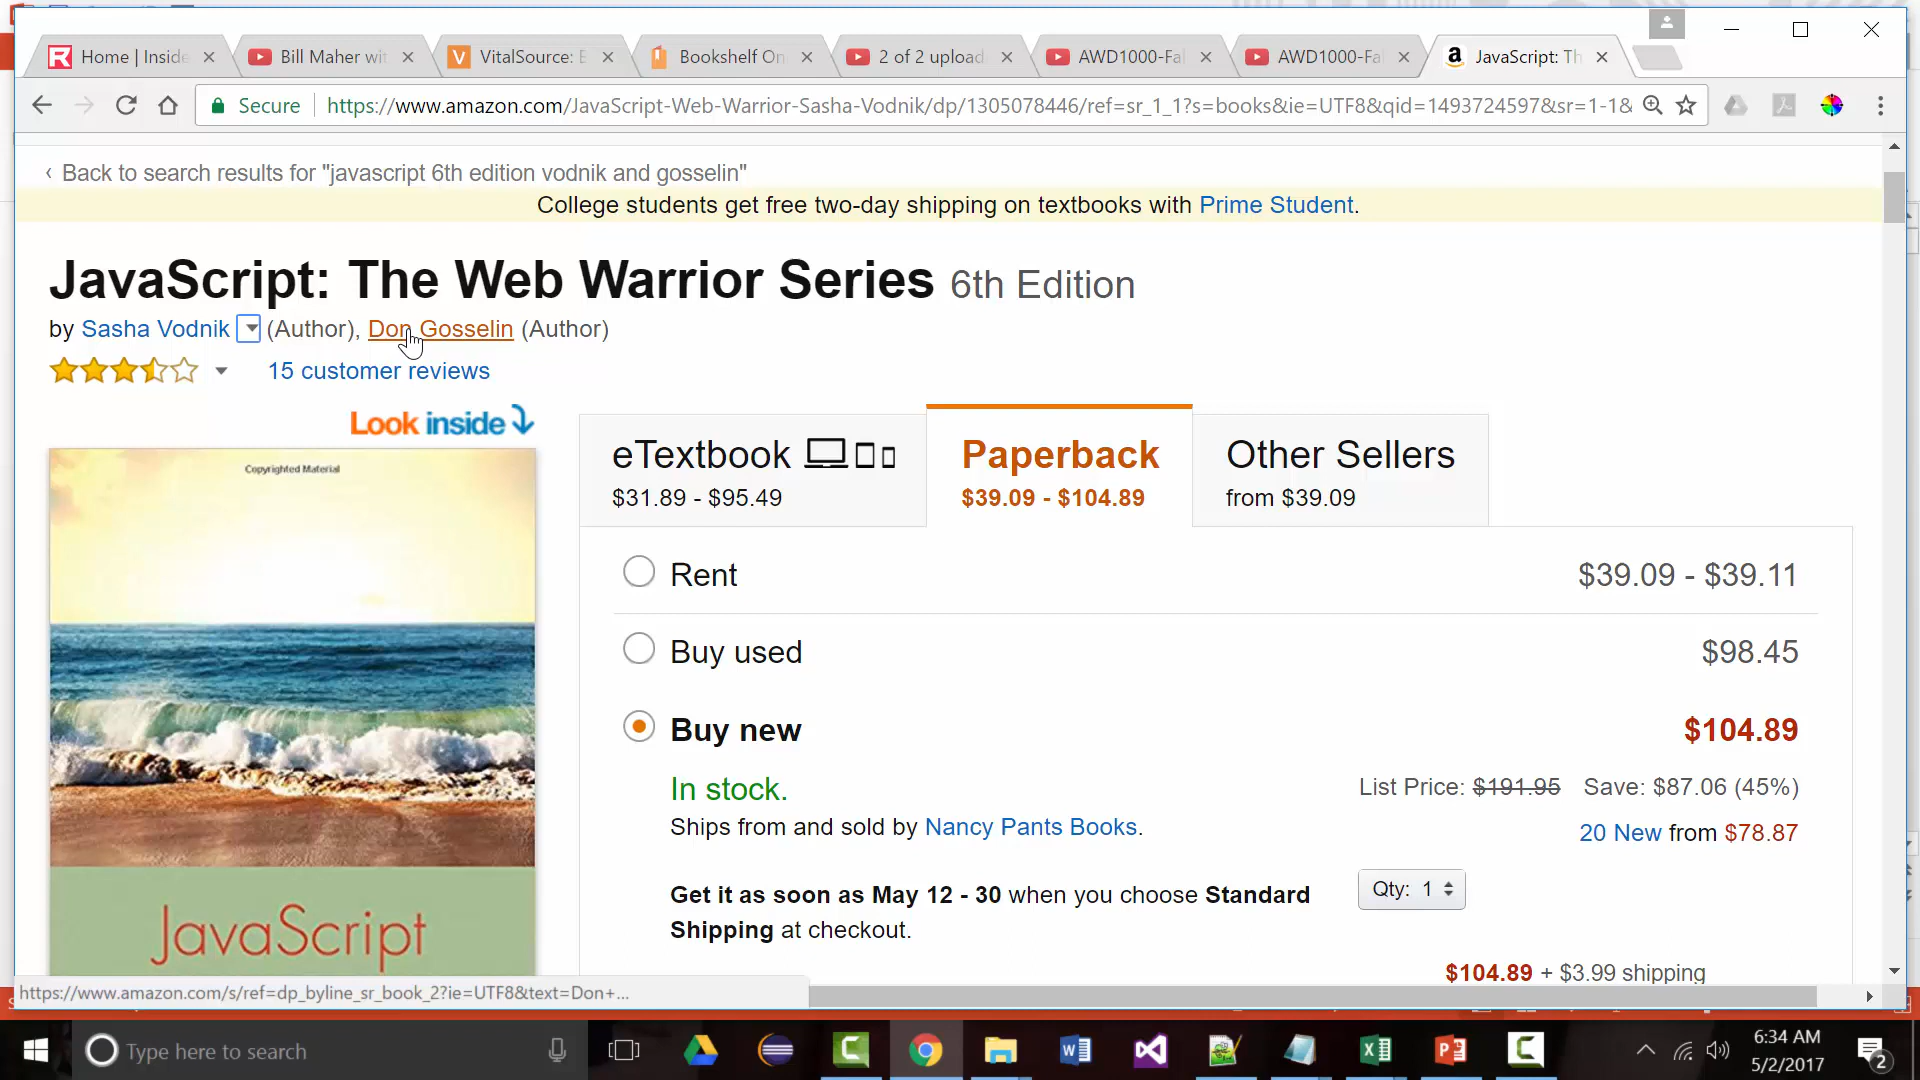 Home | Inside
Bill Maher wit
VitalSource: E
Bookshelf On
2 of 2 upload
AWD1000-Fal
AWD1000-Fal
JavaScript: Th
Secure
https://www.amazon.com/JavaScript-Web-Warrior-Sasha-Vodnik/dp/1305078446/ref=sr_1_1?s=books&ie=UTF8&qid=1493724597&sr=1-1&
‹ Back to search results for "javascript 6th edition vodnik and gosselin"
College students get free two-day shipping on textbooks with Prime Student.
JavaScript: The Web Warrior Series 6th Edition
by Sasha Vodnik (Author), Don Gosselin (Author)
15 customer reviews
Look inside
Copyrighted Material
JavaScript
eTextbook
$31.89 - $95.49
Paperback
$39.09 - $104.89
Other Sellers
from $39.09
Rent $39.09 - $39.11
Buy used $98.45
Buy new $104.89
In stock.
List Price: $191.95 Save: $87.06 (45%)
Ships from and sold by Nancy Pants Books.
20 New from $78.87
Get it as soon as May 12 - 30 when you choose Standard
Shipping at checkout.
Qty: 1
$104.89 + $3.99 shipping
https://www.amazon.com/s/ref=dp_byline_sr_book_2?ie=UTF8&text=Don+...
Type here to search
6:34 AM
5/2/2017
2